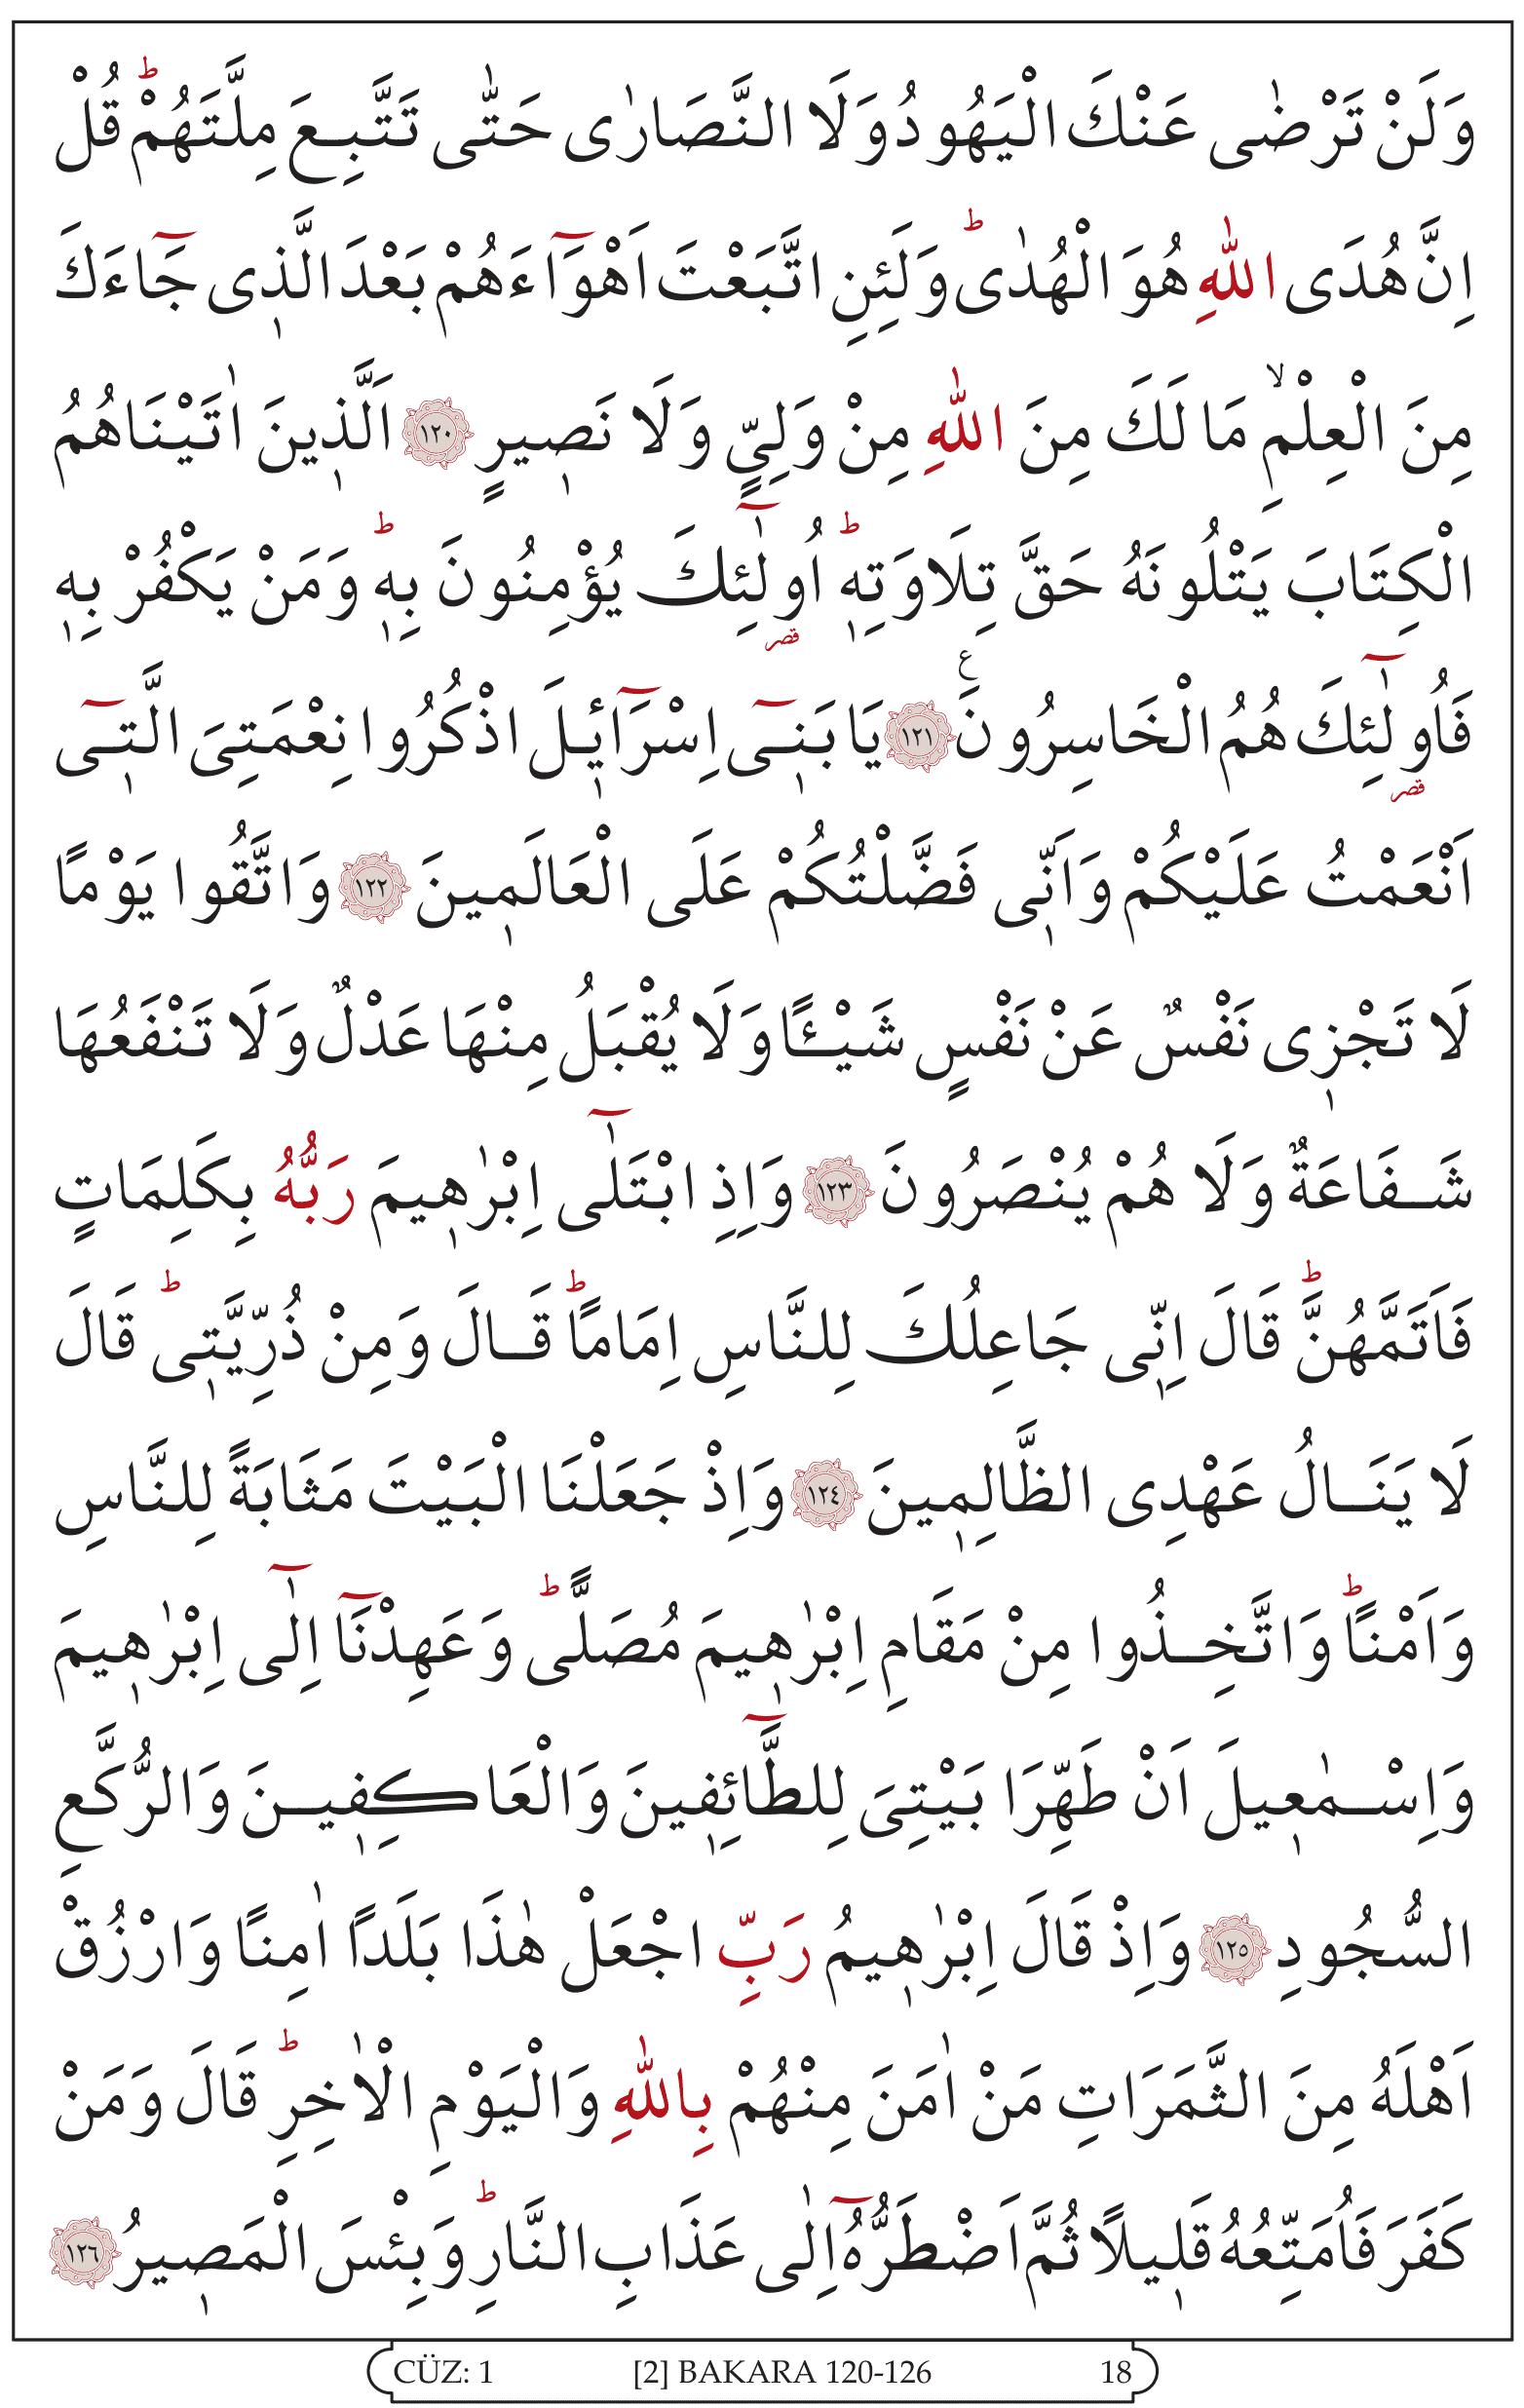 وَلَنْ تَرْضٰى عَنْكَ الْيَهُودُ وَلَا النَّصَارٰى حَتّٰى تَتَّبِعَ مِلَّتَهُمْۜ قُلْ
اِنَّ هُدَى اللّٰهِ هُوَ الْهُدٰىۜ وَلَئِنِ اتَّبَعْتَ اَهْوَٓاءَهُمْ بَعْدَ الَّذ۪ى جَٓاءَكَ
مِنَ الْعِلْمِۙ مَا لَكَ مِنَ اللّٰهِ مِنْ وَلِىٍّ وَلَا نَص۪يرٍ ﴿١٢٠﴾ اَلَّذ۪ينَ اٰتَيْنَاهُمُ
الْكِتَابَ يَتْلُونَهُ حَقَّ تِلَاوَتِه۪ۜ اُو۬لٰٓئِكَ يُؤْمِنُونَ بِه۪ۜ وَمَنْ يَكْفُرْ بِه۪
قصر
فَاُو۬لٰٓئِكَ هُمُ الْخَاسِرُونَ۟ ﴿١٢١﴾ يَا بَن۪ٓى اِسْرَٓاء۪يلَ اذْكُرُوا نِعْمَتِىَ الَّت۪ٓى
قصر
اَنْعَمْتُ عَلَيْكُمْ وَاَنّ۪ى فَضَّلْتُكُمْ عَلَى الْعَالَم۪ينَ ﴿١٢٢﴾ وَاتَّقُوا يَوْمًا
لَا تَجْز۪ى نَفْسٌ عَنْ نَفْسٍ شَيْـًٔا وَلَا يُقْبَلُ مِنْهَا عَدْلٌ وَلَا تَنْفَعُهَا
شَفَاعَةٌ وَلَا هُمْ يُنْصَرُونَ ﴿١٢٣﴾ وَاِذِ ابْتَلٰٓى اِبْرٰه۪يمَ رَبُّهُ بِكَلِمَاتٍ
فَاَتَمَّهُنَّۜ قَالَ اِنّ۪ى جَاعِلُكَ لِلنَّاسِ اِمَامًاۜ قَالَ وَمِنْ ذُرِّيَّت۪ىۜ قَالَ
لَا يَنَالُ عَهْدِى الظَّالِم۪ينَ ﴿١٢٤﴾ وَاِذْ جَعَلْنَا الْبَيْتَ مَثَابَةً لِلنَّاسِ
وَاَمْنًاۜ وَاتَّخِذُوا مِنْ مَقَامِ اِبْرٰه۪يمَ مُصَلًّىۜ وَعَهِدْنَٓا اِلٰٓى اِبْرٰه۪يمَ
وَاِسْمٰع۪يلَ اَنْ طَهِّرَا بَيْتِىَ لِلطَّٓائِف۪ينَ وَالْعَاكِف۪ينَ وَالرُّكَّعِ
السُّجُودِ ﴿١٢٥﴾ وَاِذْ قَالَ اِبْرٰه۪يمُ رَبِّ اجْعَلْ هٰذَا بَلَدًا اٰمِنًا وَارْزُقْ
اَهْلَهُ مِنَ الثَّمَرَاتِ مَنْ اٰمَنَ مِنْهُمْ بِاللّٰهِ وَالْيَوْمِ الْاٰخِرِۜ قَالَ وَمَنْ
كَفَرَ فَاُمَتِّعُهُ قَل۪يلًا ثُمَّ اَضْطَرُّهُٓ اِلٰى عَذَابِ النَّارِۜ وَبِئْسَ الْمَص۪يرُ ﴿١٢٦﴾
CÜZ: 1 [2] BAKARA 120-126 18